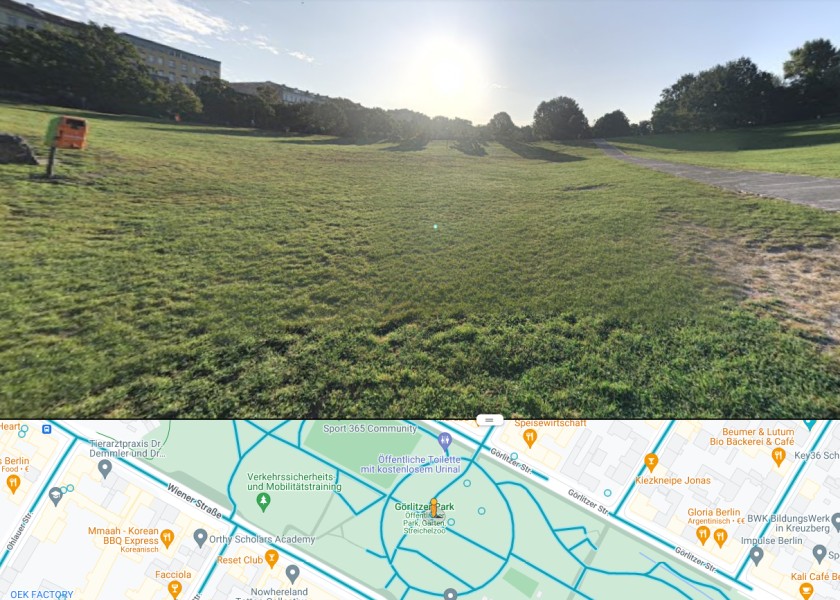 Heart
Speisewirtschaft
Sport 365 Community
Beumer & Lutum
Bio Bäckerei & Café
Tierarztpraxis Dr
Demmler und Dr...
Öffentliche Toilette
mit kostenlosem Urinal
Görlitzer Str.
Key36 Sch
s Berlin
Food · €
Verkehrssicherheits-
und Mobilitätstraining
Kiezkneipe Jonas
Wiener-Straße
Görlitzer Park
Öffentlicher
Park, Garten,
Streichelzoo
Görlitzer Str.
Gloria Berlin
Argentinisch • €€
BWK BildungsWerk
in Kreuzberg
Ohlauer-Str.
Mmaah - Korean
BBQ Express
Koreanisch
Orthy Scholars Academy
Impulse Berlin
Görlitzer-Str.
Reset Club
Facciola
Kali Café Be
OEK FACTORY
Nowhereland